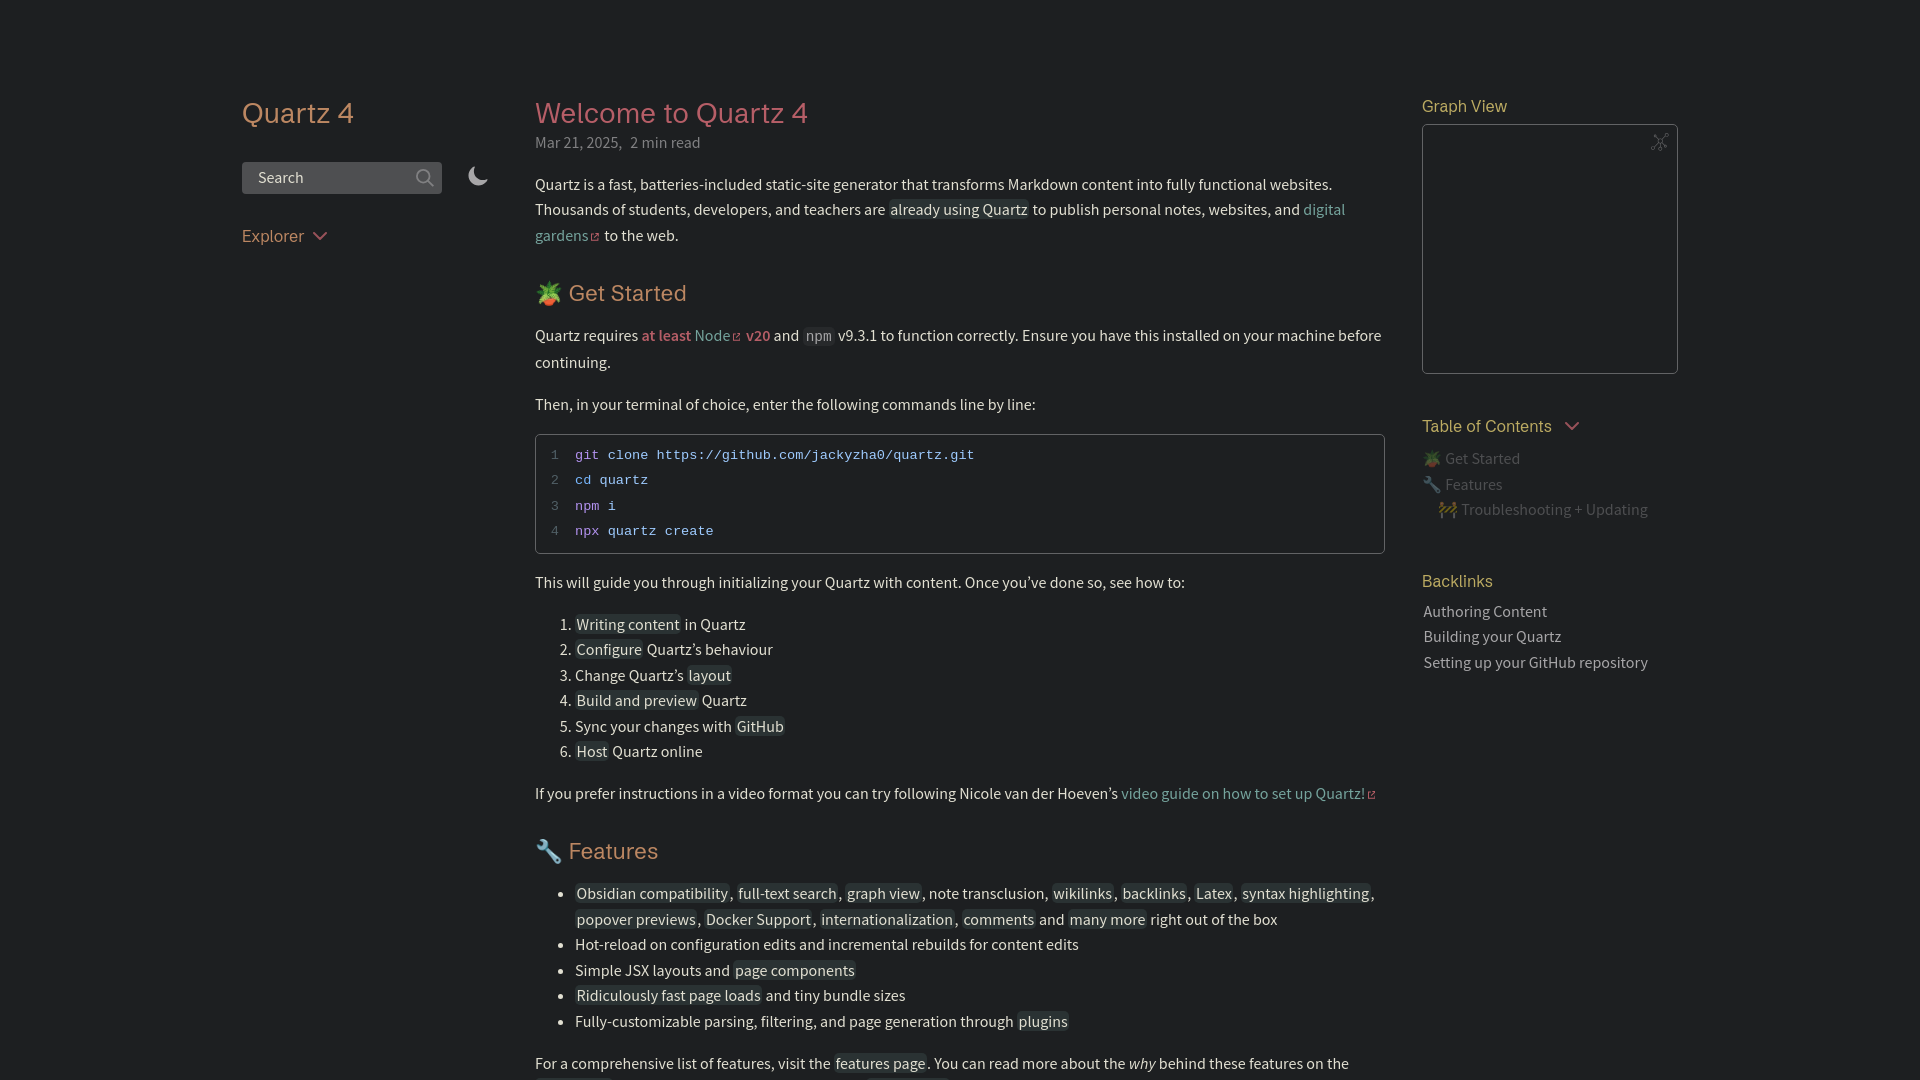 Quartz 4
Search
Explorer
Welcome to Quartz 4
Mar 21, 2025, 2 min read
Quartz is a fast, batteries-included static-site generator that transforms Markdown content into fully functional websites.
Thousands of students, developers, and teachers are already using Quartz to publish personal notes, websites, and digital
gardens to the web.
🪴 Get Started
Quartz requires at least Node v20 and npm v9.3.1 to function correctly. Ensure you have this installed on your machine before
continuing.
Then, in your terminal of choice, enter the following commands line by line:
1 git clone https://github.com/jackyzha0/quartz.git
2 cd quartz
3 npm i
4 npx quartz create
This will guide you through initializing your Quartz with content. Once you’ve done so, see how to:
1. Writing content in Quartz
2. Configure Quartz’s behaviour
3. Change Quartz’s layout
4. Build and preview Quartz
5. Sync your changes with GitHub
6. Host Quartz online
If you prefer instructions in a video format you can try following Nicole van der Hoeven’s video guide on how to set up Quartz!
🔧 Features
• Obsidian compatibility, full-text search, graph view, note transclusion, wikilinks, backlinks, Latex, syntax highlighting,
popover previews, Docker Support, internationalization, comments and many more right out of the box
• Hot-reload on configuration edits and incremental rebuilds for content edits
• Simple JSX layouts and page components
• Ridiculously fast page loads and tiny bundle sizes
• Fully-customizable parsing, filtering, and page generation through plugins
For a comprehensive list of features, visit the features page. You can read more about the why behind these features on the
Graph View
Table of Contents
🪴 Get Started
🔧 Features
🚧 Troubleshooting + Updating
Backlinks
Authoring Content
Building your Quartz
Setting up your GitHub repository